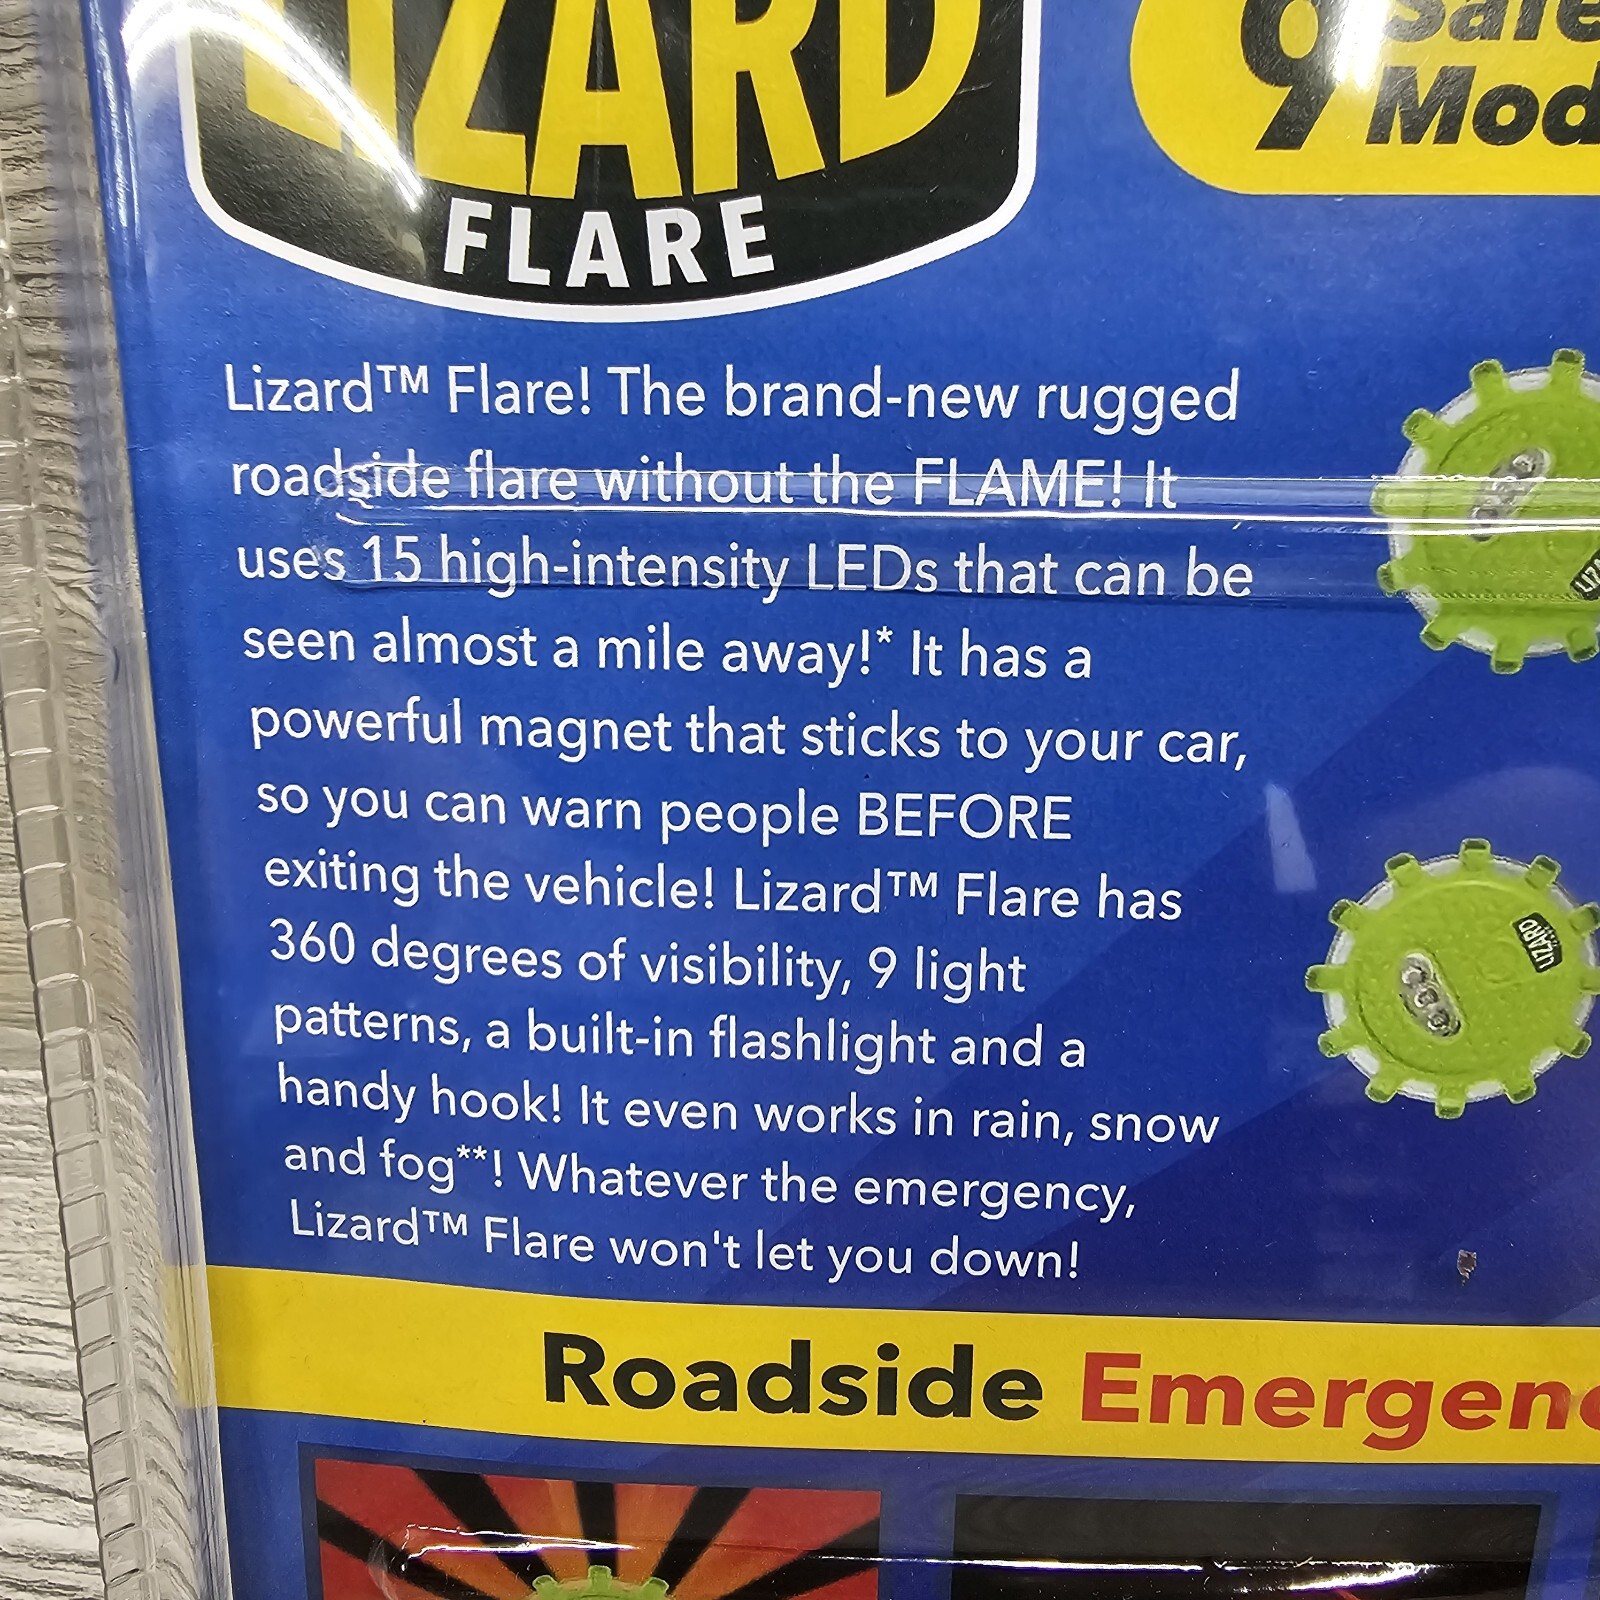 LIZARD
FLARE
9
Mod
Lizard™ Flare! The brand-new rugged
roadside flare without the FLAME! It
uses 15 high-intensity LEDs that can be
seen almost a mile away!* It has a
powerful magnet that sticks to your car,
so you can warn people BEFORE
exiting the vehicle! Lizard™ Flare has
360 degrees of visibility, 9 light
patterns, a built-in flashlight and a
handy hook! It even works in rain, snow
and fog**! Whatever the emergency,
Lizard™ Flare won't let you down!
LIZARD
Roadside Emergenc